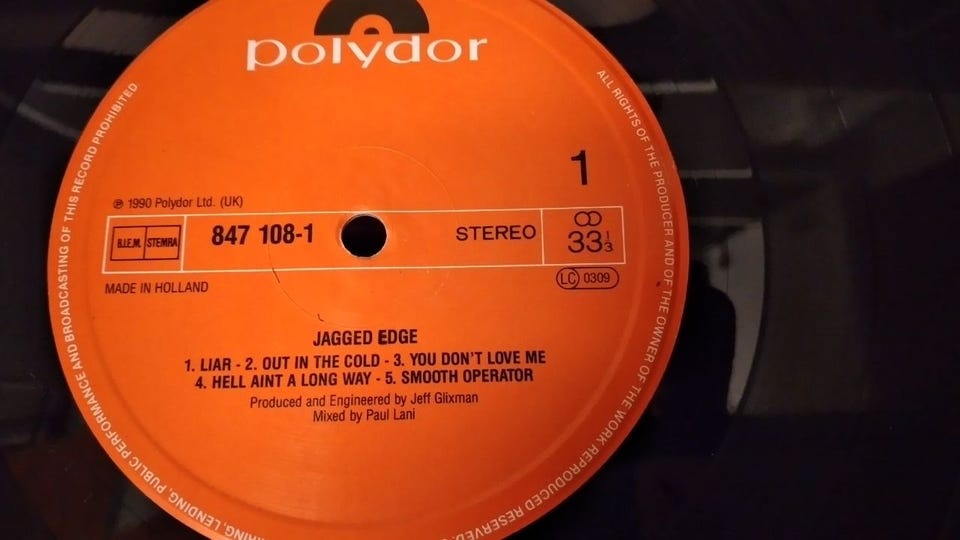 polydor
1
℗ 1990 Polydor Ltd. (UK)
B.I.E.M. STEMRA
847 108-1
STEREO
33 1/3
MADE IN HOLLAND
LC 0309
JAGGED EDGE
1. LIAR - 2. OUT IN THE COLD - 3. YOU DON'T LOVE ME
4. HELL AINT A LONG WAY - 5. SMOOTH OPERATOR
Produced and Engineered by Jeff Glixman
Mixed by Paul Lani
ALL RIGHTS OF THE PRODUCER AND OF THE OWNER OF THE WORK REPRODUCED RESERVED.
LENDING, PUBLIC PERFORMANCE AND BROADCASTING OF THIS RECORD PROHIBITED